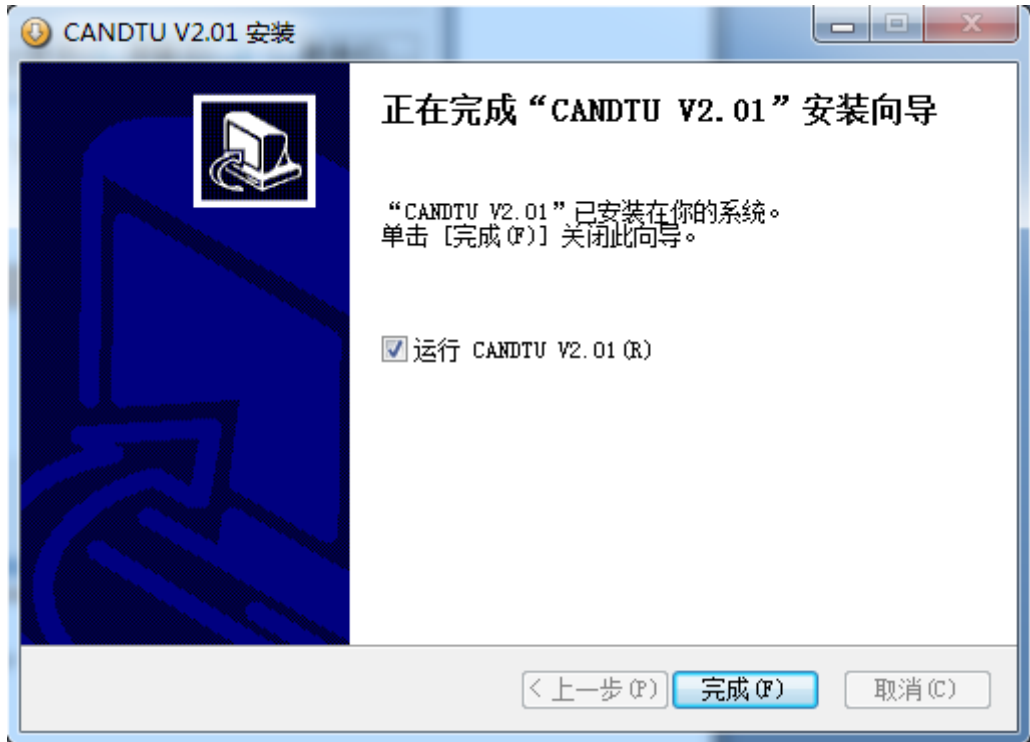 CANDTU V2.01 安装
正在完成“CANDTU V2.01”安装向导
“CANDTU V2.01”已安装在你的系统。
单击 [完成(F)] 关闭此向导。
运行 CANDTU V2.01(R)
< 上一步(P)
完成(F)
取消(C)